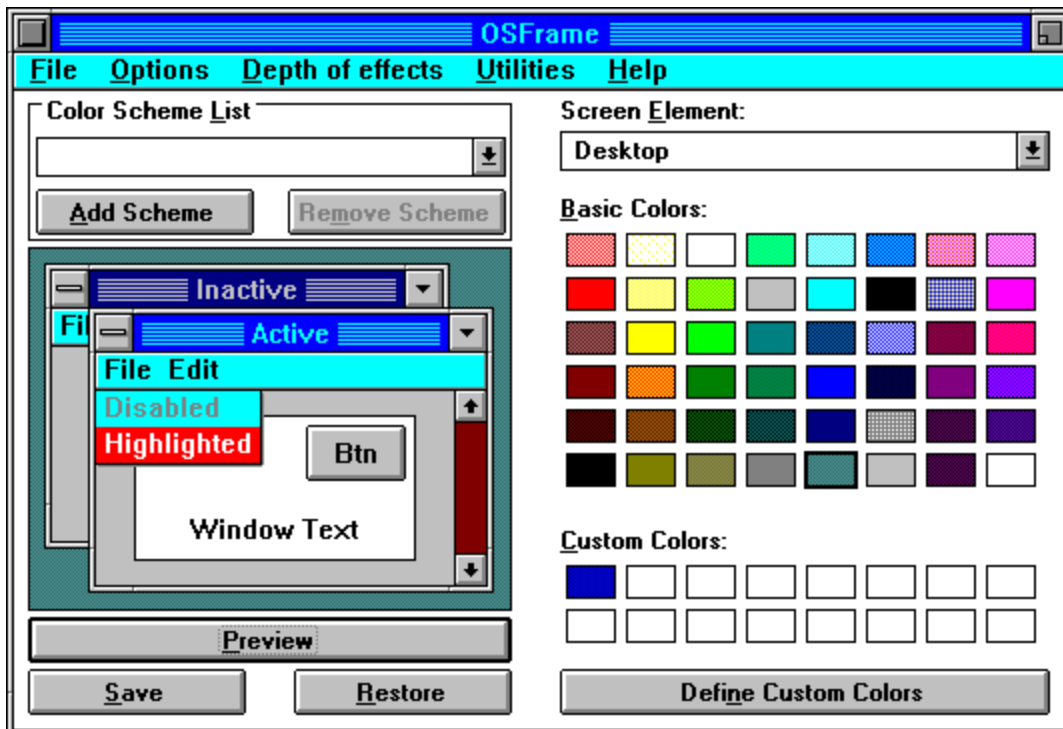 OSFrame
File Options Depth of effects Utilities Help
Color Scheme List
Add Scheme Remove Scheme
Inactive
Fil
Active
File Edit
Disabled
Highlighted
Btn
Window Text
Preview
Save Restore
Screen Element:
Desktop
Basic Colors:
Custom Colors:
Define Custom Colors